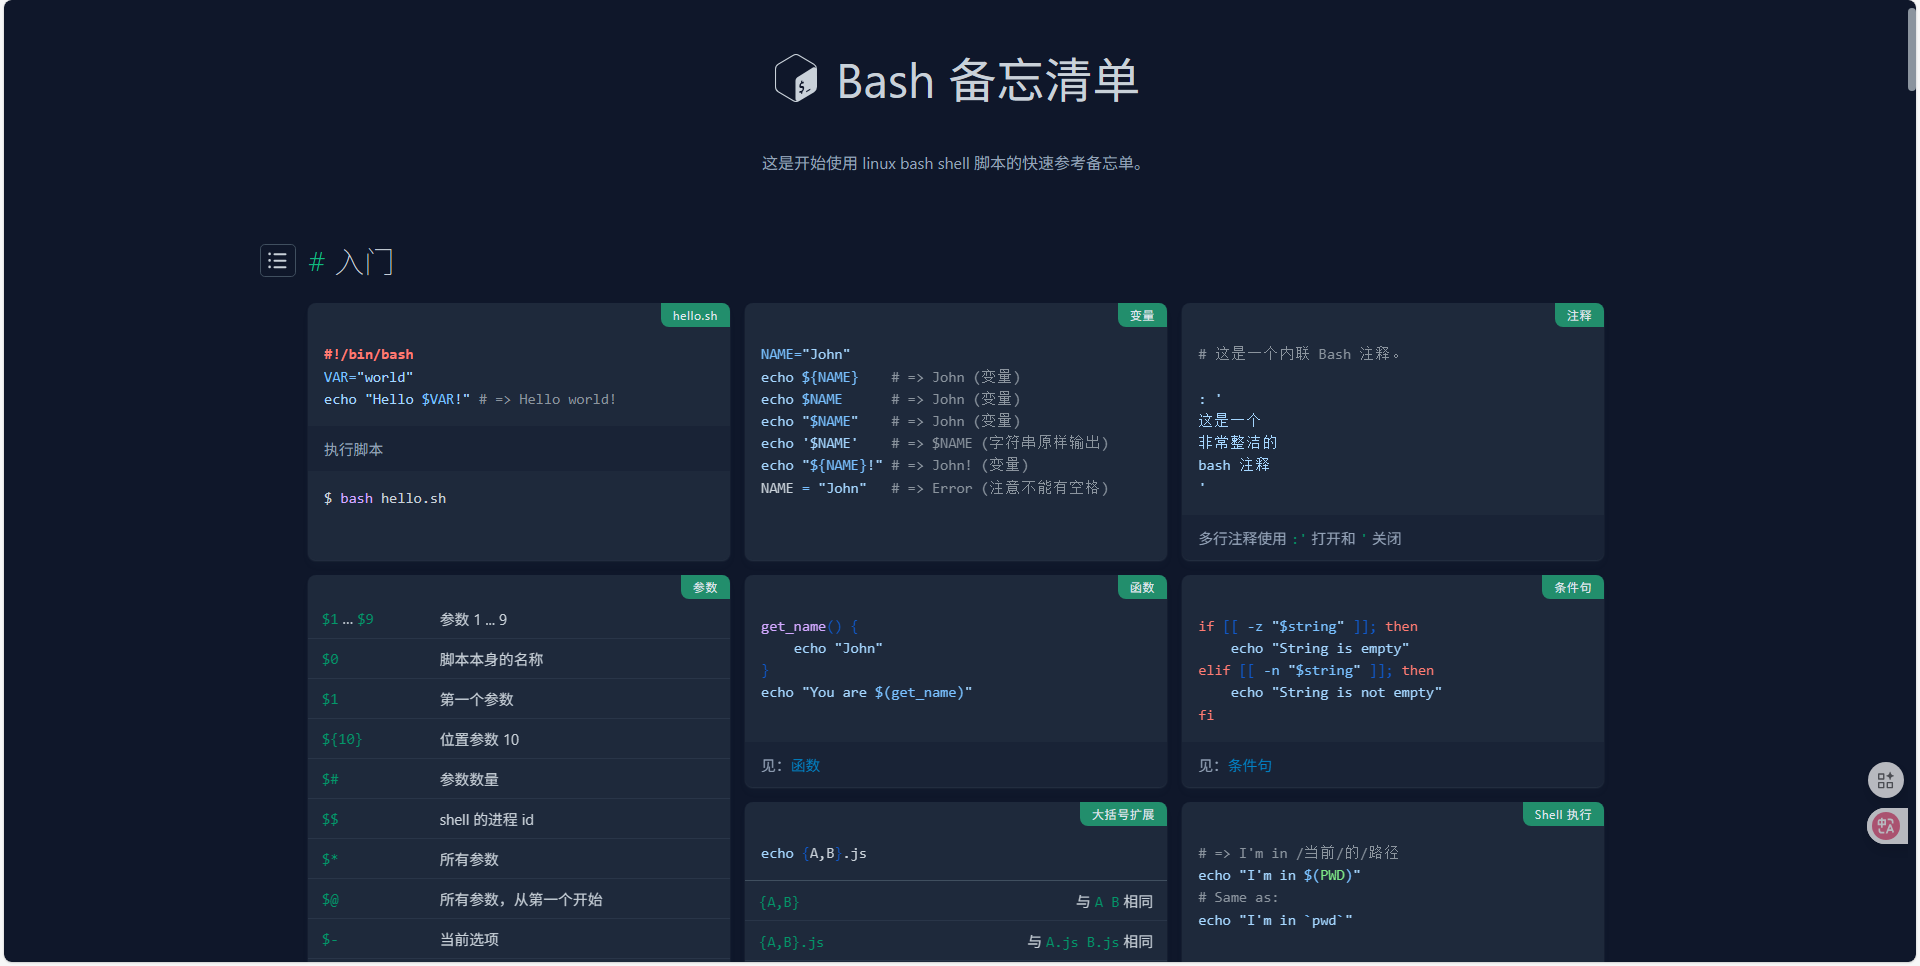 Bash 备忘清单
这是开始使用 linux bash shell 脚本的快速参考备忘单。
# 入门
hello.sh
#!/bin/bash
VAR="world"
echo "Hello $VAR!" # => Hello world!
执行脚本
$ bash hello.sh
变量
NAME="John"
echo ${NAME}    # => John (变量)
echo $NAME      # => John (变量)
echo "$NAME"    # => John (变量)
echo '$NAME'    # => $NAME (字符串原样输出)
echo "${NAME}!" # => John! (变量)
NAME = "John"   # => Error (注意不能有空格)
注释
# 这是一个内联 Bash 注释。
: '
这是一个
非常整洁的
bash 注释
'
多行注释使用 :' 打开和 ' 关闭
参数
$1 … $9 参数 1 ... 9
$0 脚本本身的名称
$1 第一个参数
${10} 位置参数 10
$# 参数数量
$$ shell 的进程 id
$* 所有参数
$@ 所有参数，从第一个开始
$- 当前选项
函数
get_name() {
    echo "John"
}
echo "You are $(get_name)"
见：函数
条件句
if [[ -z "$string" ]]; then
    echo "String is empty"
elif [[ -n "$string" ]]; then
    echo "String is not empty"
fi
见：条件句
大括号扩展
echo {A,B}.js
{A,B} 与 A B 相同
{A,B}.js 与 A.js B.js 相同
Shell 执行
# => I'm in /当前/的/路径
echo "I'm in $(PWD)"
# Same as:
echo "I'm in `pwd`"